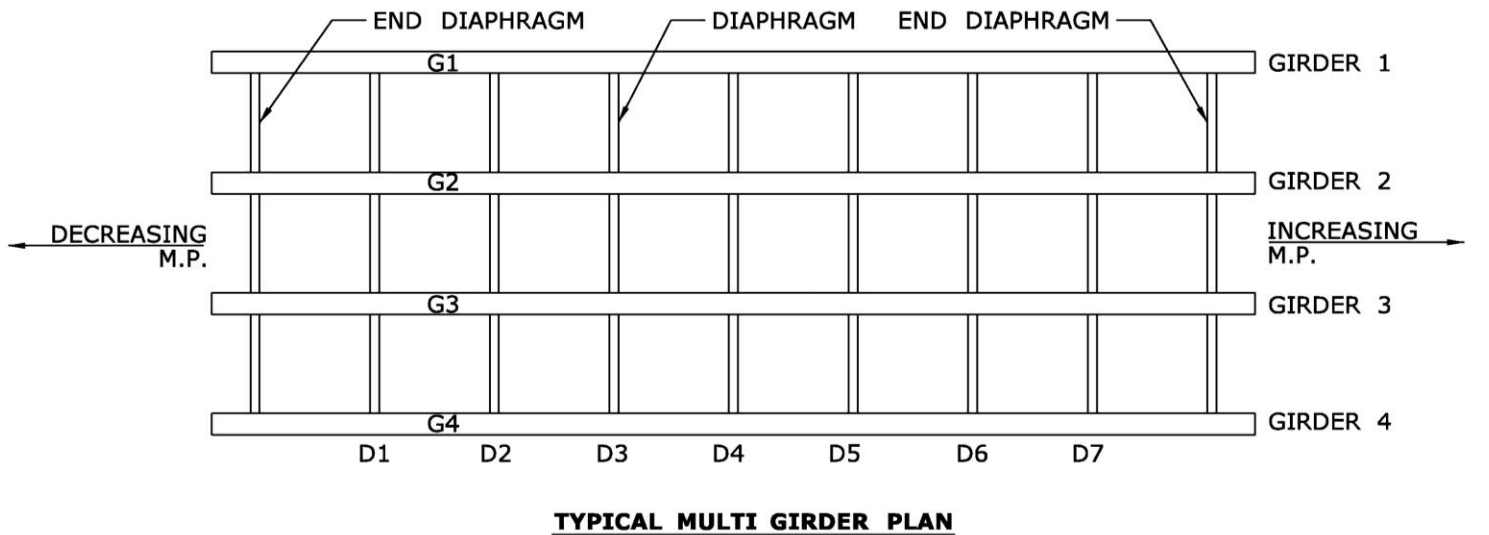 END DIAPHRAGM DIAPHRAGM END DIAPHRAGM
G1 GIRDER 1
G2 GIRDER 2
DECREASING
M.P.
INCREASING
M.P.
G3 GIRDER 3
G4 GIRDER 4
D1 D2 D3 D4 D5 D6 D7
TYPICAL MULTI GIRDER PLAN